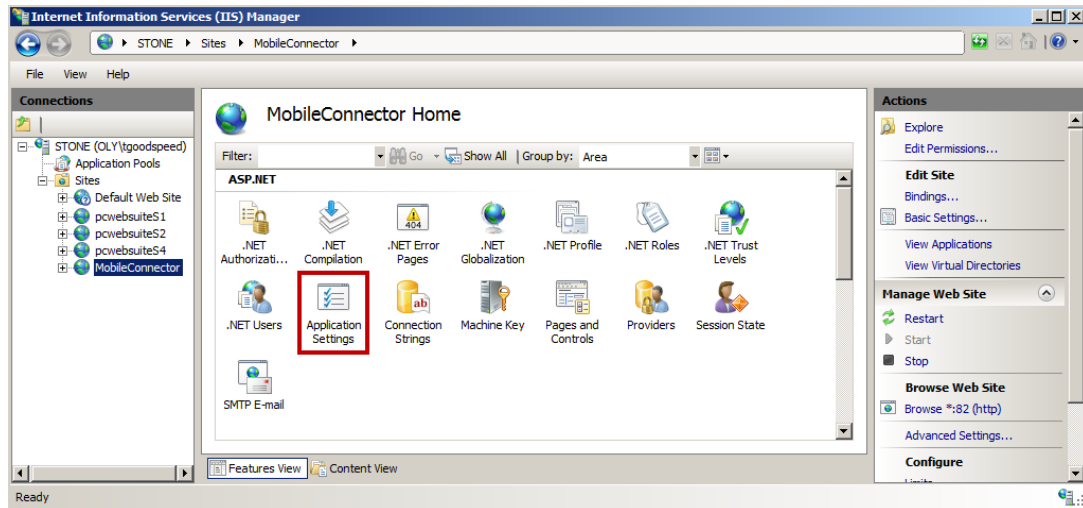 Internet Information Services (IIS) Manager
STONE Sites MobileConnector
File View Help
Connections
STONE (OLY\tgoodspeed)
Application Pools
Sites
Default Web Site
pcwebsuiteS1
pcwebsuiteS2
pcwebsuiteS4
MobileConnector
MobileConnector Home
Filter: Go Show All Group by: Area
ASP.NET
.NET Authorizati...
.NET Compilation
404
.NET Error Pages
.NET Globalization
.NET Profile
.NET Roles
.NET Trust Levels
.NET Users
Application Settings
ab
Connection Strings
Machine Key
Pages and Controls
Providers
Session State
SMTP E-mail
Features View Content View
Actions
Explore
Edit Permissions...
Edit Site
Bindings...
Basic Settings...
View Applications
View Virtual Directories
Manage Web Site
Restart
Start
Stop
Browse Web Site
Browse *:82 (http)
Advanced Settings...
Configure
Ready